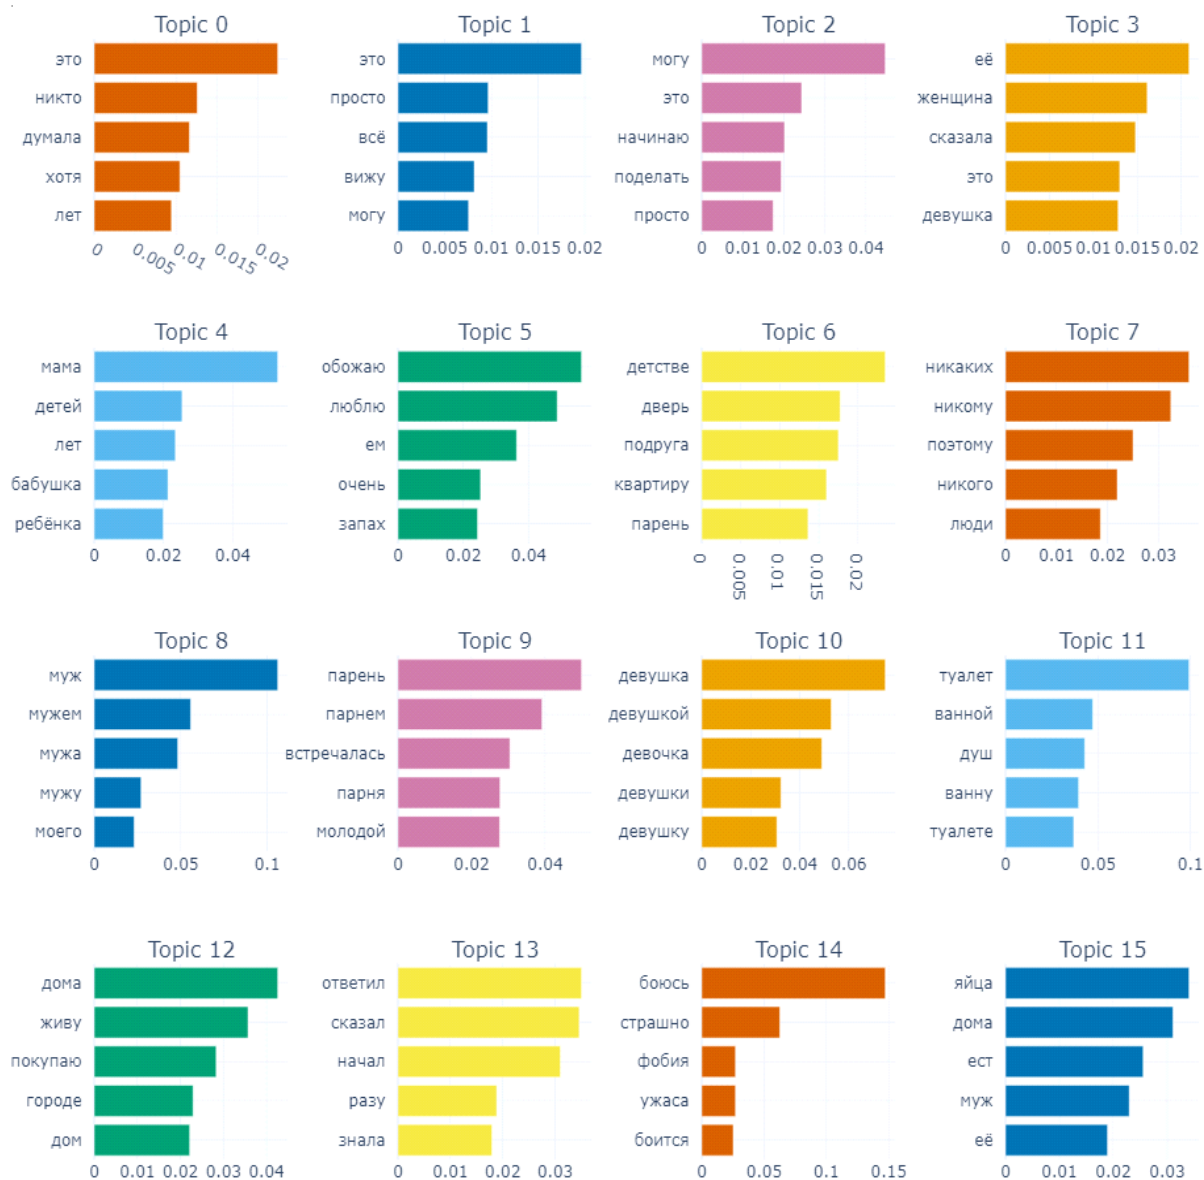 Topic 0
это
никто
думала
хотя
лет
0 0.005 0.01 0.015 0.02
Topic 1
это
просто
всё
вижу
могу
0 0.005 0.01 0.015 0.02
Topic 2
могу
это
начинаю
поделать
просто
0 0.01 0.02 0.03 0.04
Topic 3
её
женщина
сказала
это
девушка
0 0.005 0.01 0.015 0.02
Topic 4
мама
детей
лет
бабушка
ребёнка
0 0.02 0.04
Topic 5
обожаю
люблю
ем
очень
запах
0 0.02 0.04
Topic 6
детстве
дверь
подруга
квартиру
парень
0 0.005 0.01 0.015 0.02
Topic 7
никаких
никому
поэтому
никого
люди
0 0.01 0.02 0.03
Topic 8
муж
мужем
мужа
мужу
моего
0 0.05 0.1
Topic 9
парень
парнем
встречалась
парня
молодой
0 0.02 0.04
Topic 10
девушка
девушкой
девочка
девушки
девушку
0 0.02 0.04 0.06
Topic 11
туалет
ванной
душ
ванну
туалете
0 0.05 0.1
Topic 12
дома
живу
покупаю
городе
дом
0 0.01 0.02 0.03 0.04
Topic 13
ответил
сказал
начал
разу
знала
0 0.01 0.02 0.03
Topic 14
боюсь
страшно
фобия
ужаса
боится
0 0.05 0.1 0.15
Topic 15
яйца
дома
ест
муж
её
0 0.01 0.02 0.03